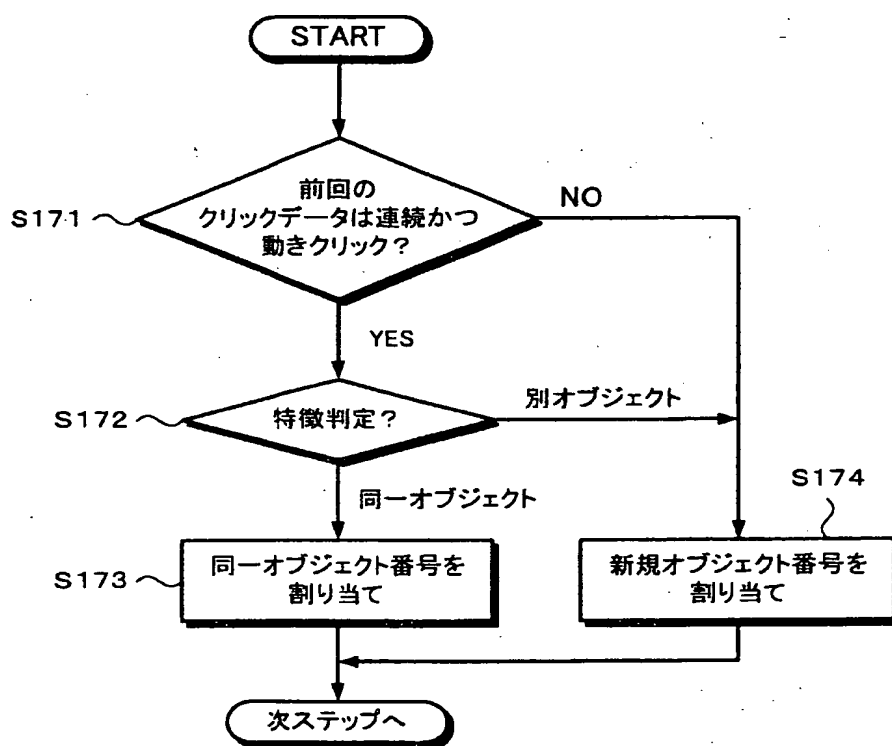 START
前回の
クリックデータは連続かつ
動きクリック？
S171
NO
YES
特徴判定？
S172
別オブジェクト
同一オブジェクト
S174
同一オブジェクト番号を
割り当て
S173
新規オブジェクト番号を
割り当て
次ステップへ